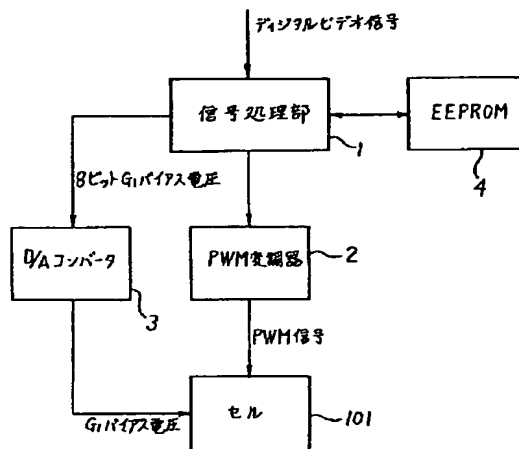 ディジタルビデオ信号
信号処理部
1
EEPROM
4
8ビットG1バイアス電圧
D/Aコンバータ
3
PWM変調器
2
PWM信号
G1バイアス電圧
セル
101